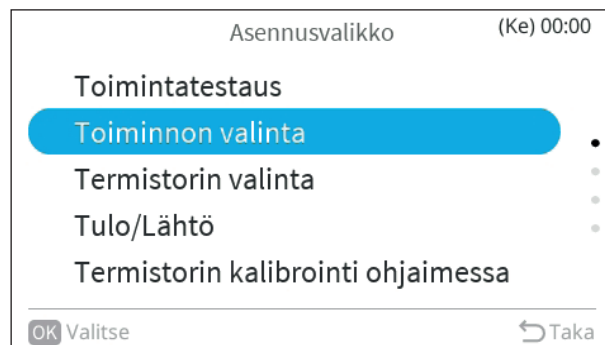 Asennusvalikko (Ke) 00:00
Toimintatestaus
Toiminnon valinta
Termistorin valinta
Tulo/Lähtö
Termistorin kalibrointi ohjaimessa
OK Valitse Taka